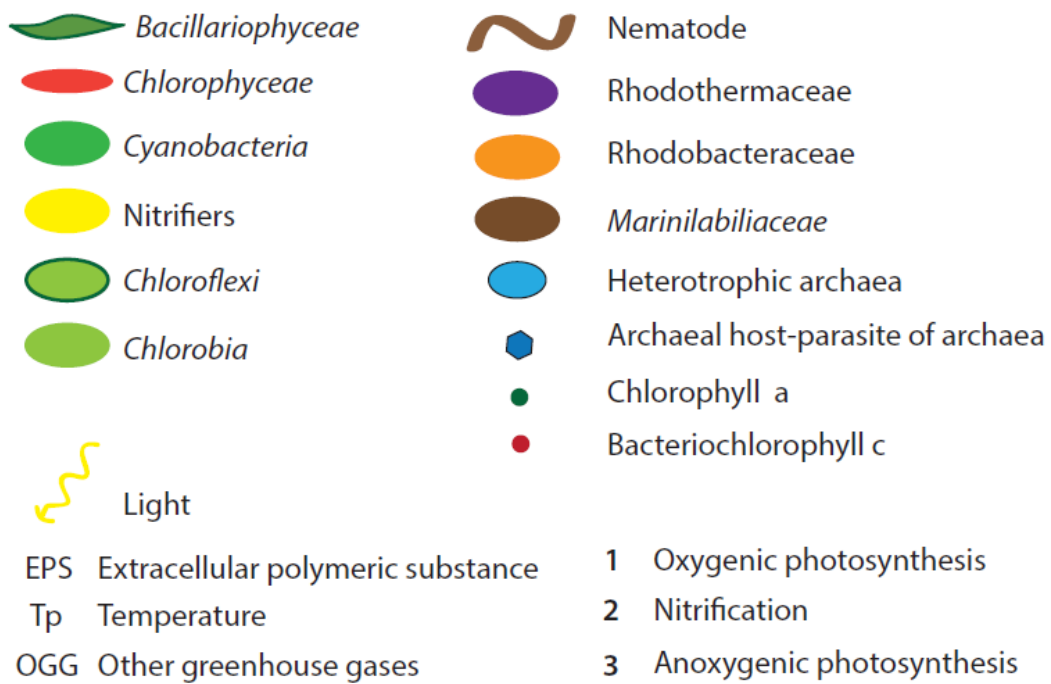 Bacillariophyceae
Chlorophyceae
Cyanobacteria
Nitrifiers
Chloroflexi
Chlorobia
Light
EPS Extracellular polymeric substance
Tp Temperature
OGG Other greenhouse gases
Nematode
Rhodothermaceae
Rhodobacteraceae
Marinilabiliaceae
Heterotrophic archaea
Archaeal host-parasite of archaea
Chlorophyll a
Bacteriochlorophyll c
1 Oxygenic photosynthesis
2 Nitrification
3 Anoxygenic photosynthesis